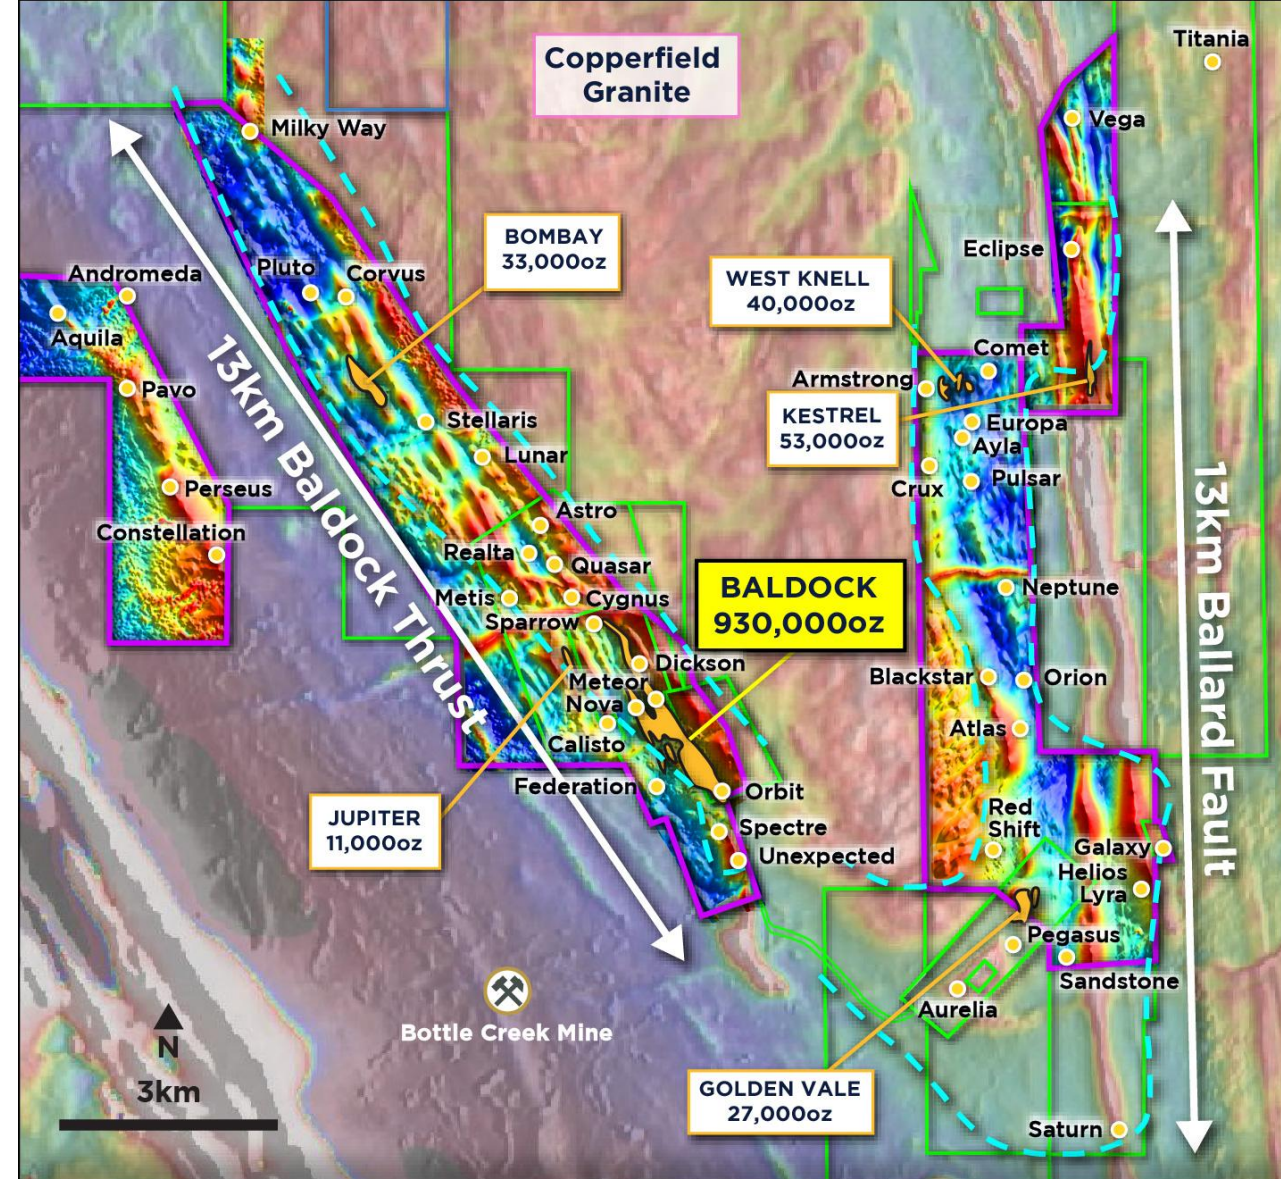 Copperfield
Granite
Titania
Milky Way
Vega
BOMBAY
33,000oz
Eclipse
Andromeda
Pluto
Corvus
WEST KNELL
40,000oz
Aquila
Comet
Armstrong
Pavo
KESTREL
53,000oz
Stellaris
Europa
Ayla
Lunar
Pulsar
Crux
Perseus
13km Baldock Thrust
13km Ballard Fault
Astro
Constellation
Realta
Quasar
BALDOCK
930,000oz
Neptune
Metis
Cygnus
Sparrow
Dickson
Meteor
Blackstar
Orion
Nova
Atlas
Calisto
Federation
Orbit
JUPITER
11,000oz
Red
Shift
Spectre
Galaxy
Unexpected
Helios
Lyra
Pegasus
Sandstone
Aurelia
Bottle Creek Mine
N
3km
GOLDEN VALE
27,000oz
Saturn